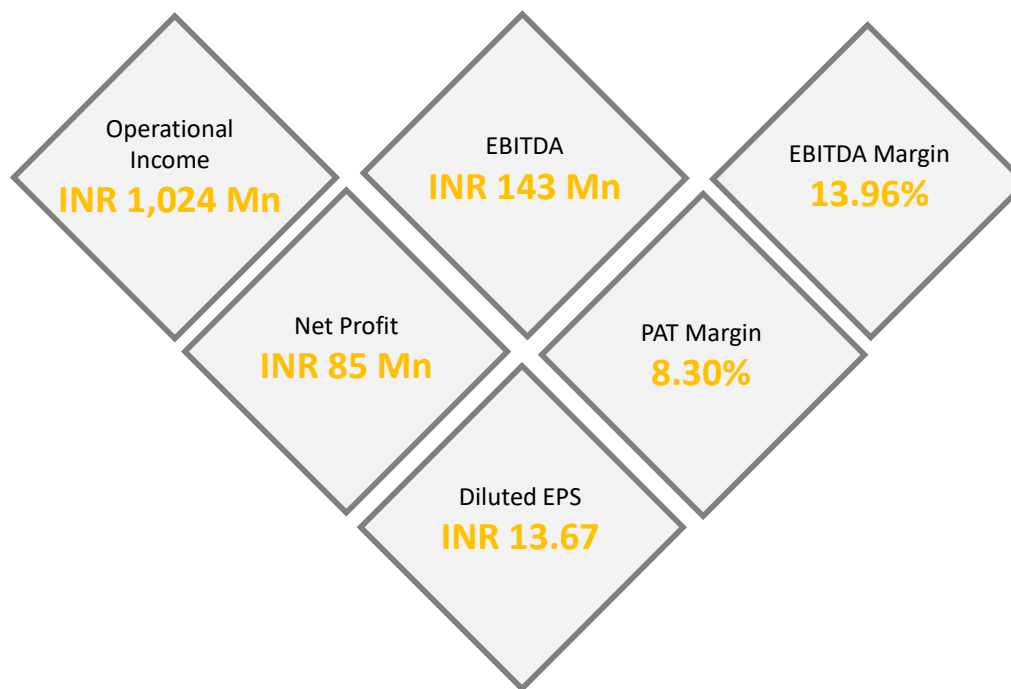 Operational
Income
INR 1,024 Mn
EBITDA
INR 143 Mn
EBITDA Margin
13.96%
Net Profit
INR 85 Mn
PAT Margin
8.30%
Diluted EPS
INR 13.67